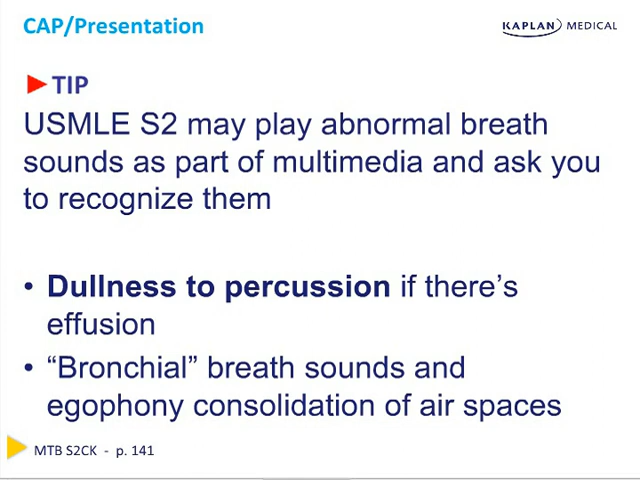 CAP/Presentation
KAPLAN MEDICAL
TIP
USMLE S2 may play abnormal breath
sounds as part of multimedia and ask you
to recognize them
• Dullness to percussion if there's
effusion
• “Bronchial” breath sounds and
egophony consolidation of air spaces
MTB S2CK - p. 141